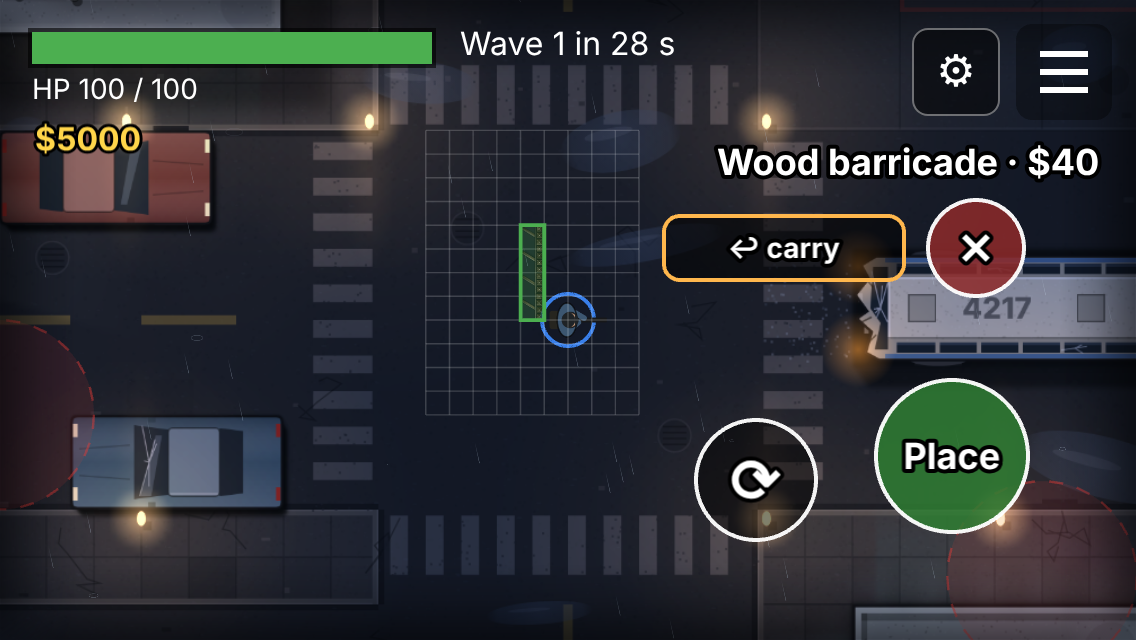 Wave 1 in 28 s
HP 100 / 100
$5000
Wood barricade · $40
↩ carry
4217
Place